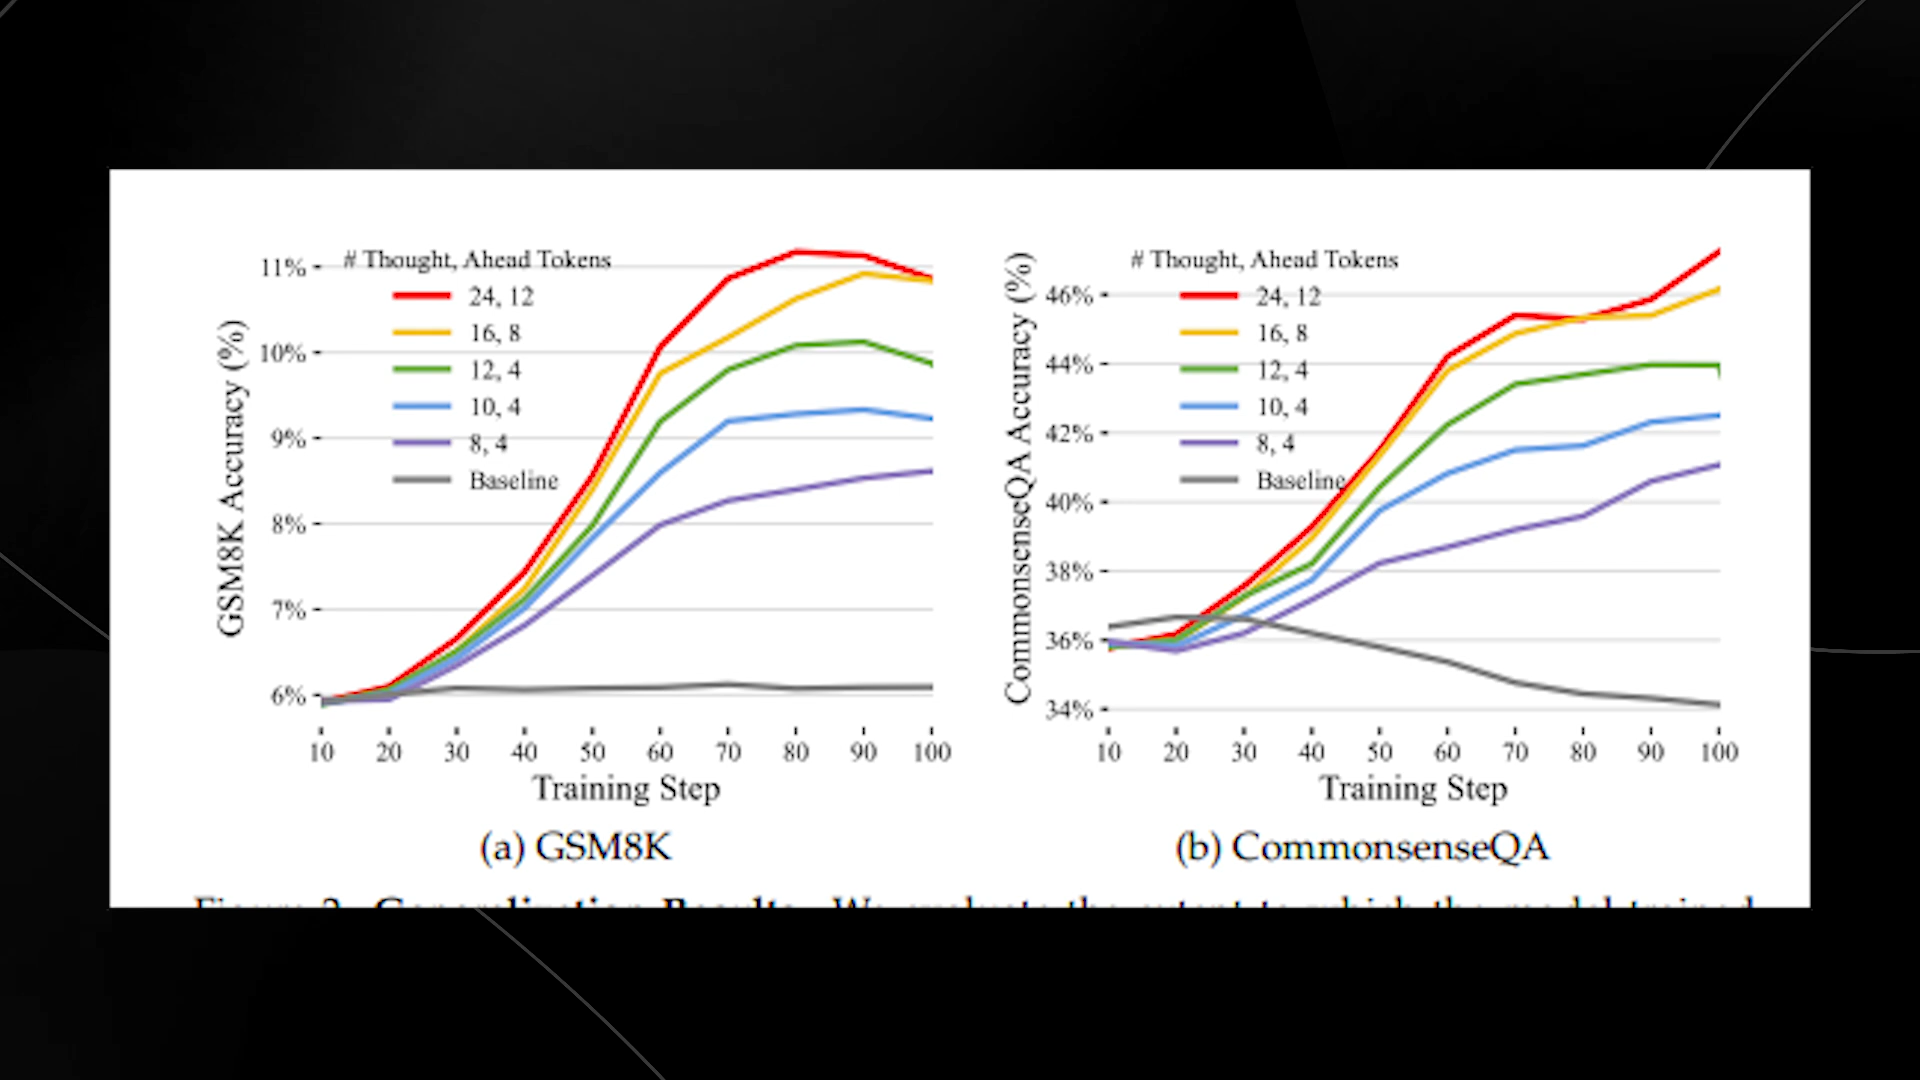 # Thought, Ahead Tokens
24, 12
16, 8
12, 4
10, 4
8, 4
Baseline
GSM8K Accuracy (%)
11%
10%
9%
8%
7%
6%
10 20 30 40 50 60 70 80 90 100
Training Step
(a) GSM8K
# Thought, Ahead Tokens
24, 12
16, 8
12, 4
10, 4
8, 4
Baseline
CommonsenseQA Accuracy (%)
46%
44%
42%
40%
38%
36%
34%
10 20 30 40 50 60 70 80 90 100
Training Step
(b) CommonsenseQA